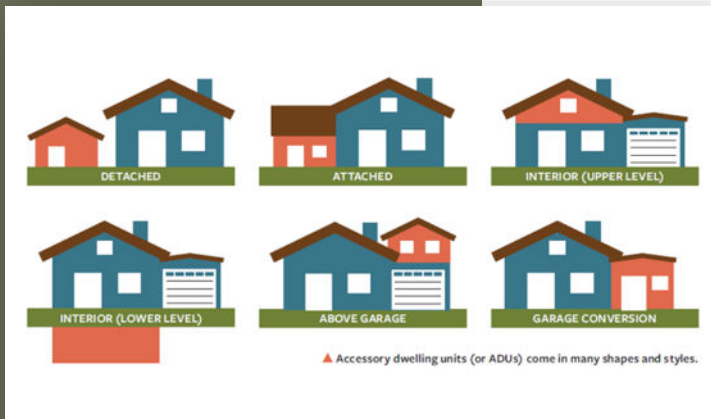 DETACHED
ATTACHED
INTERIOR (UPPER LEVEL)
INTERIOR (LOWER LEVEL)
ABOVE GARAGE
GARAGE CONVERSION
Accessory dwelling units (or ADUs) come in many shapes and styles.